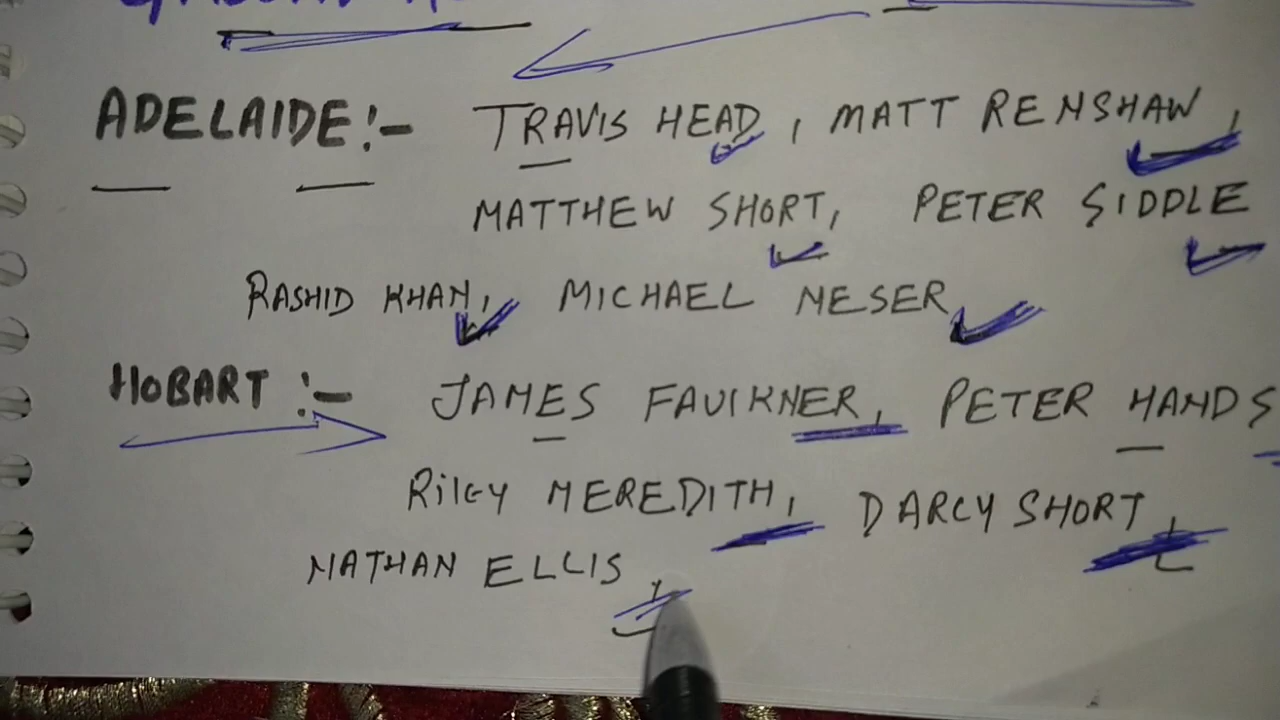 ADELAIDE:- TRAVIS HEAD, MATT RENSHAW,
MATTHEW SHORT, PETER SIDDLE
RASHID KHAN, MICHAEL NESER
HOBART:- JAMES FAULKNER, PETER HANDS
RILEY MEREDITH, DARCY SHORT,
NATHAN ELLIS,